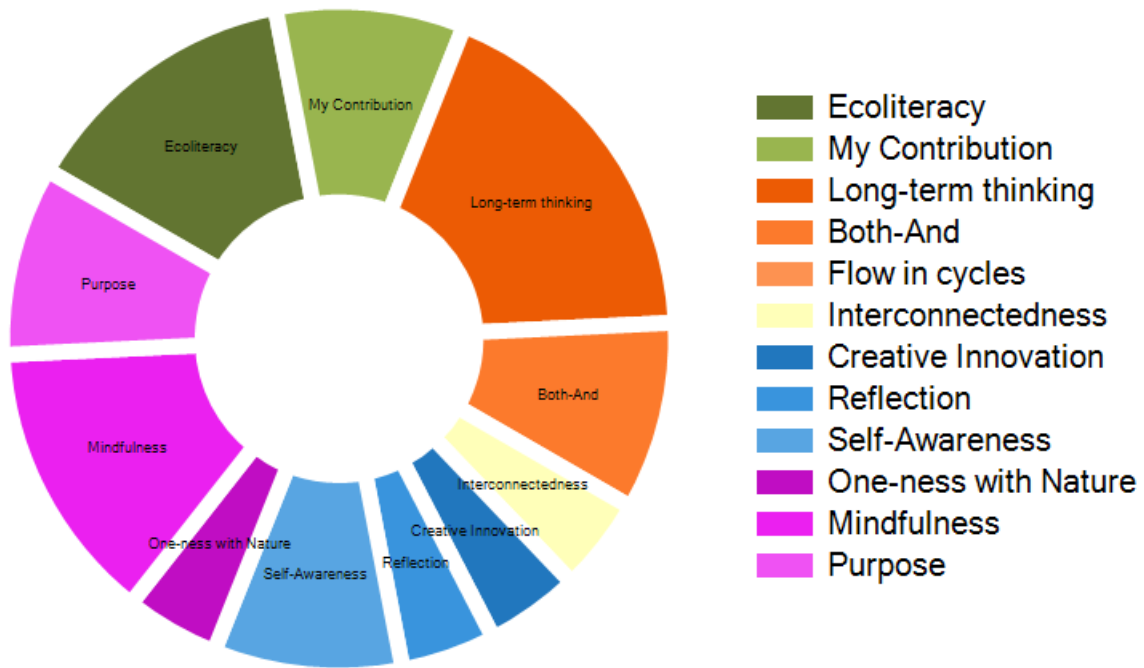 My Contribution
Ecoliteracy
Long-term thinking
Purpose
Both-And
Mindfulness
Interconnectedness
Creative Innovation
One-ness with Nature
Reflection
Self-Awareness
Ecoliteracy
My Contribution
Long-term thinking
Both-And
Flow in cycles
Interconnectedness
Creative Innovation
Reflection
Self-Awareness
One-ness with Nature
Mindfulness
Purpose